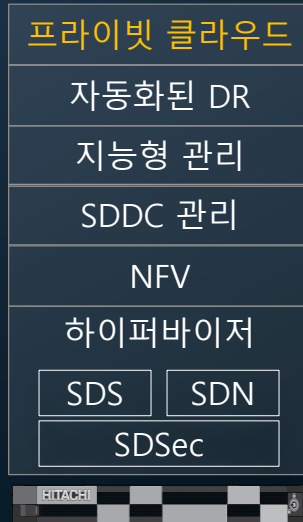 프라이빗 클라우드
자동화된 DR
지능형 관리
SDDC 관리
NFV
하이퍼바이저
SDS SDN
SDSec
HITACHI